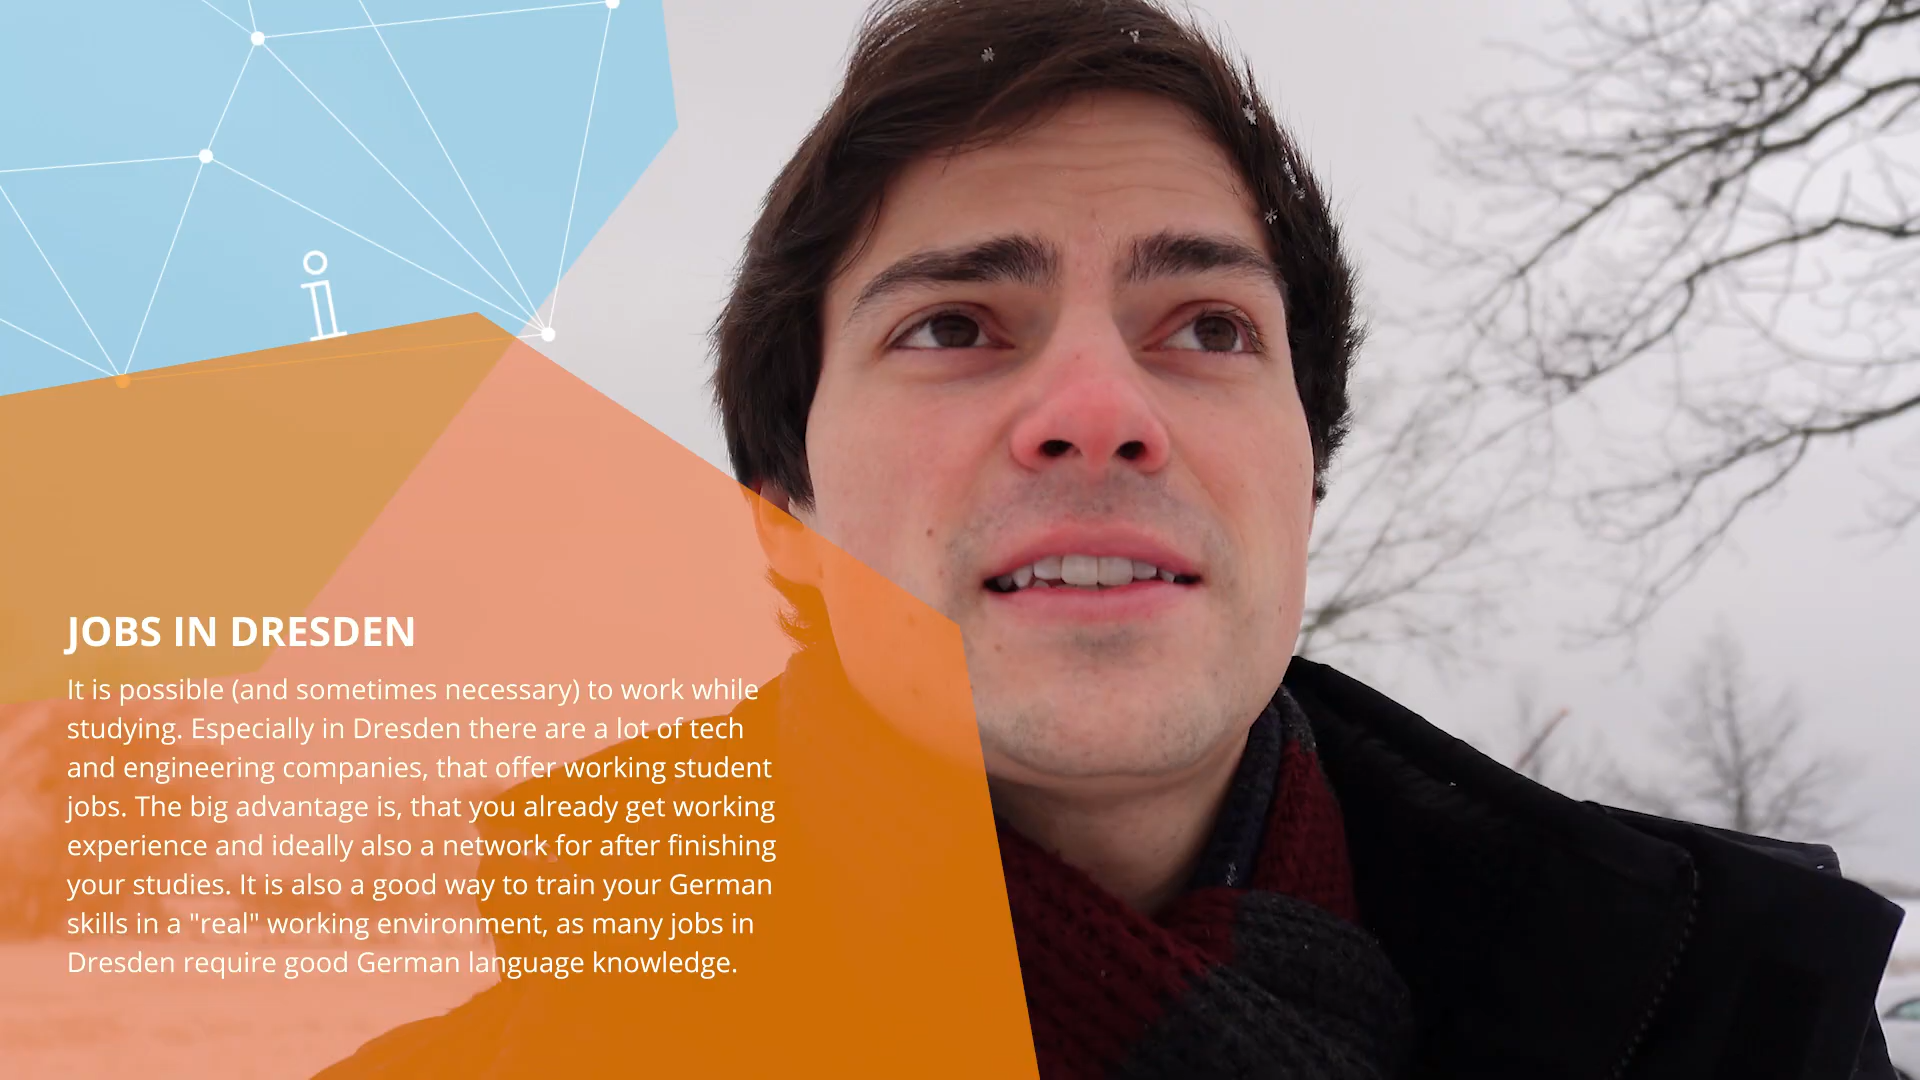 i
JOBS IN DRESDEN
It is possible (and sometimes necessary) to work while
studying. Especially in Dresden there are a lot of tech
and engineering companies, that offer working student
jobs. The big advantage is, that you already get working
experience and ideally also a network for after finishing
your studies. It is also a good way to train your German
skills in a "real" working environment, as many jobs in
Dresden require good German language knowledge.